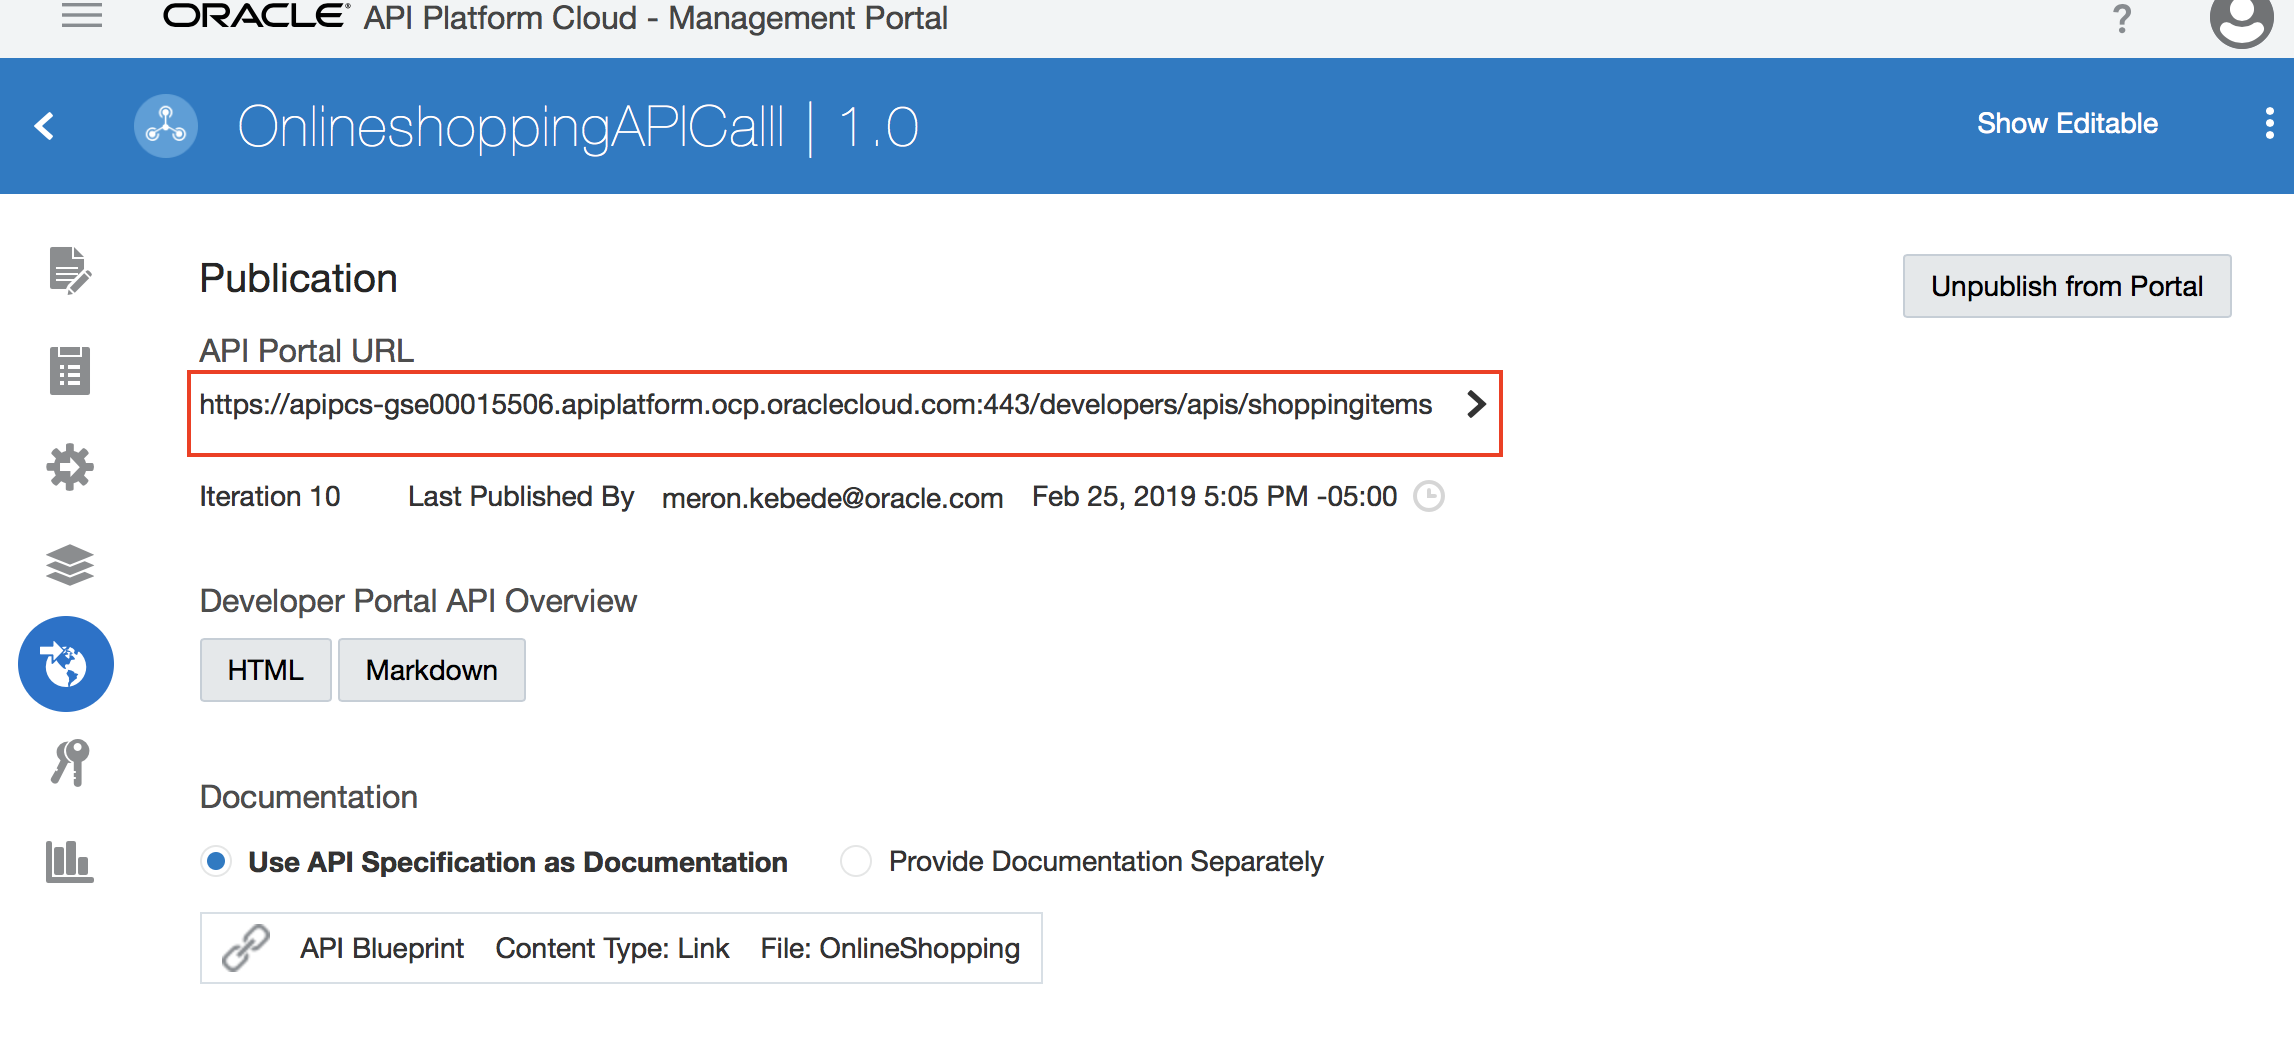 ORACLE® API Platform Cloud - Management Portal ?
OnlineshoppingAPICalll | 1.0 Show Editable
Publication Unpublish from Portal
API Portal URL
https://apipcs-gse00015506.apiplatform.ocp.oraclecloud.com:443/developers/apis/shoppingitems
Iteration 10 Last Published By meron.kebede@oracle.com Feb 25, 2019 5:05 PM -05:00
Developer Portal API Overview
HTML Markdown
Documentation
Use API Specification as Documentation Provide Documentation Separately
API Blueprint Content Type: Link File: OnlineShopping